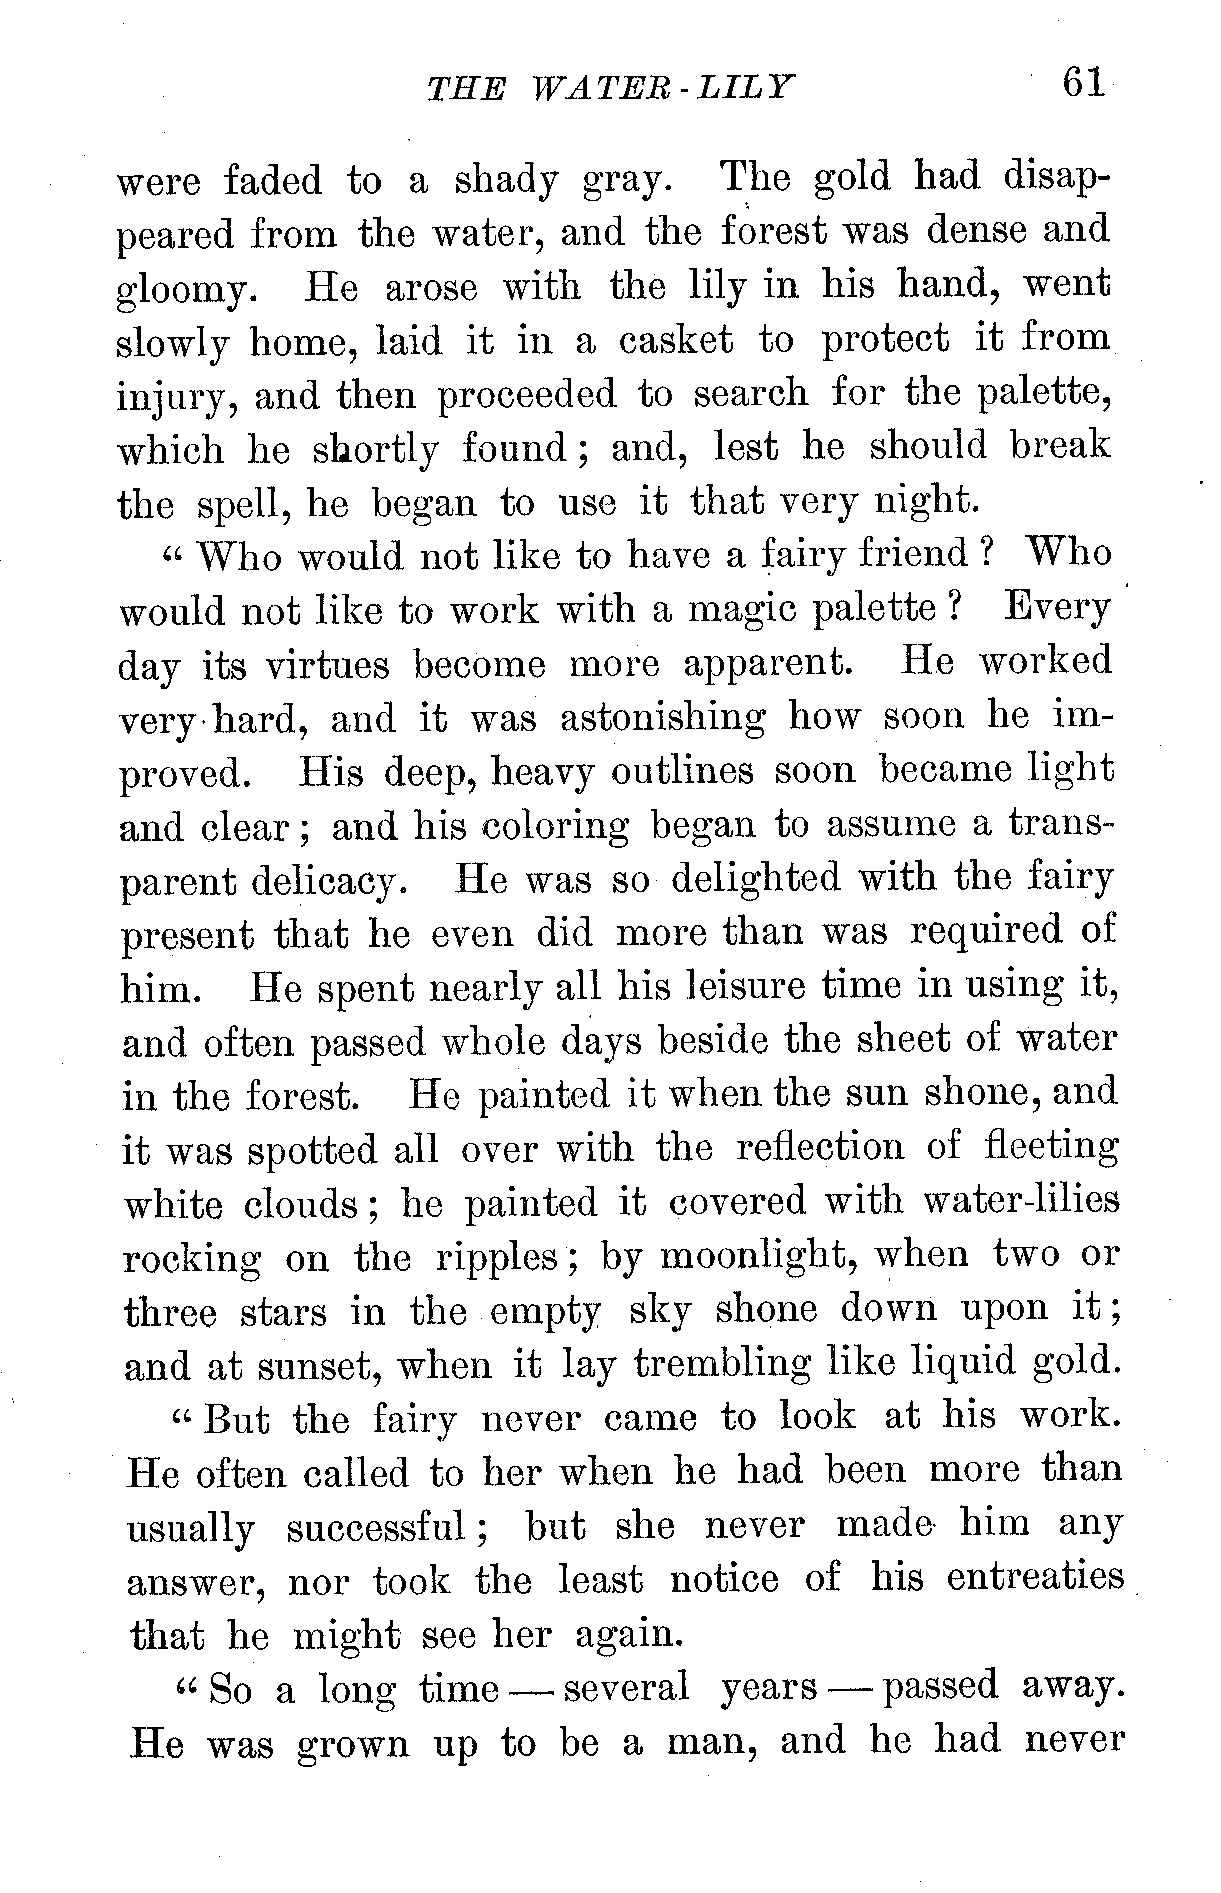 THE WATER-LILY 61
were faded to a shady gray. The gold had disap-
peared from the water, and the forest was dense and
gloomy. He arose with the lily in his hand, went
slowly home, laid it in a casket to protect it from
injury, and then proceeded to search for the palette,
which he shortly found; and, lest he should break
the spell, he began to use it that very night.
"Who would not like to have a fairy friend? Who
would not like to work with a magic palette? Every
day its virtues become more apparent. He worked
very hard, and it was astonishing how soon he im-
proved. His deep, heavy outlines soon became light
and clear; and his coloring began to assume a trans-
parent delicacy. He was so delighted with the fairy
present that he even did more than was required of
him. He spent nearly all his leisure time in using it,
and often passed whole days beside the sheet of water
in the forest. He painted it when the sun shone, and
it was spotted all over with the reflection of fleeting
white clouds; he painted it covered with water-lilies
rocking on the ripples; by moonlight, when two or
three stars in the empty sky shone down upon it;
and at sunset, when it lay trembling like liquid gold.
"But the fairy never came to look at his work.
He often called to her when he had been more than
usually successful; but she never made him any
answer, nor took the least notice of his entreaties
that he might see her again.
"So a long time — several years — passed away.
He was grown up to be a man, and he had never